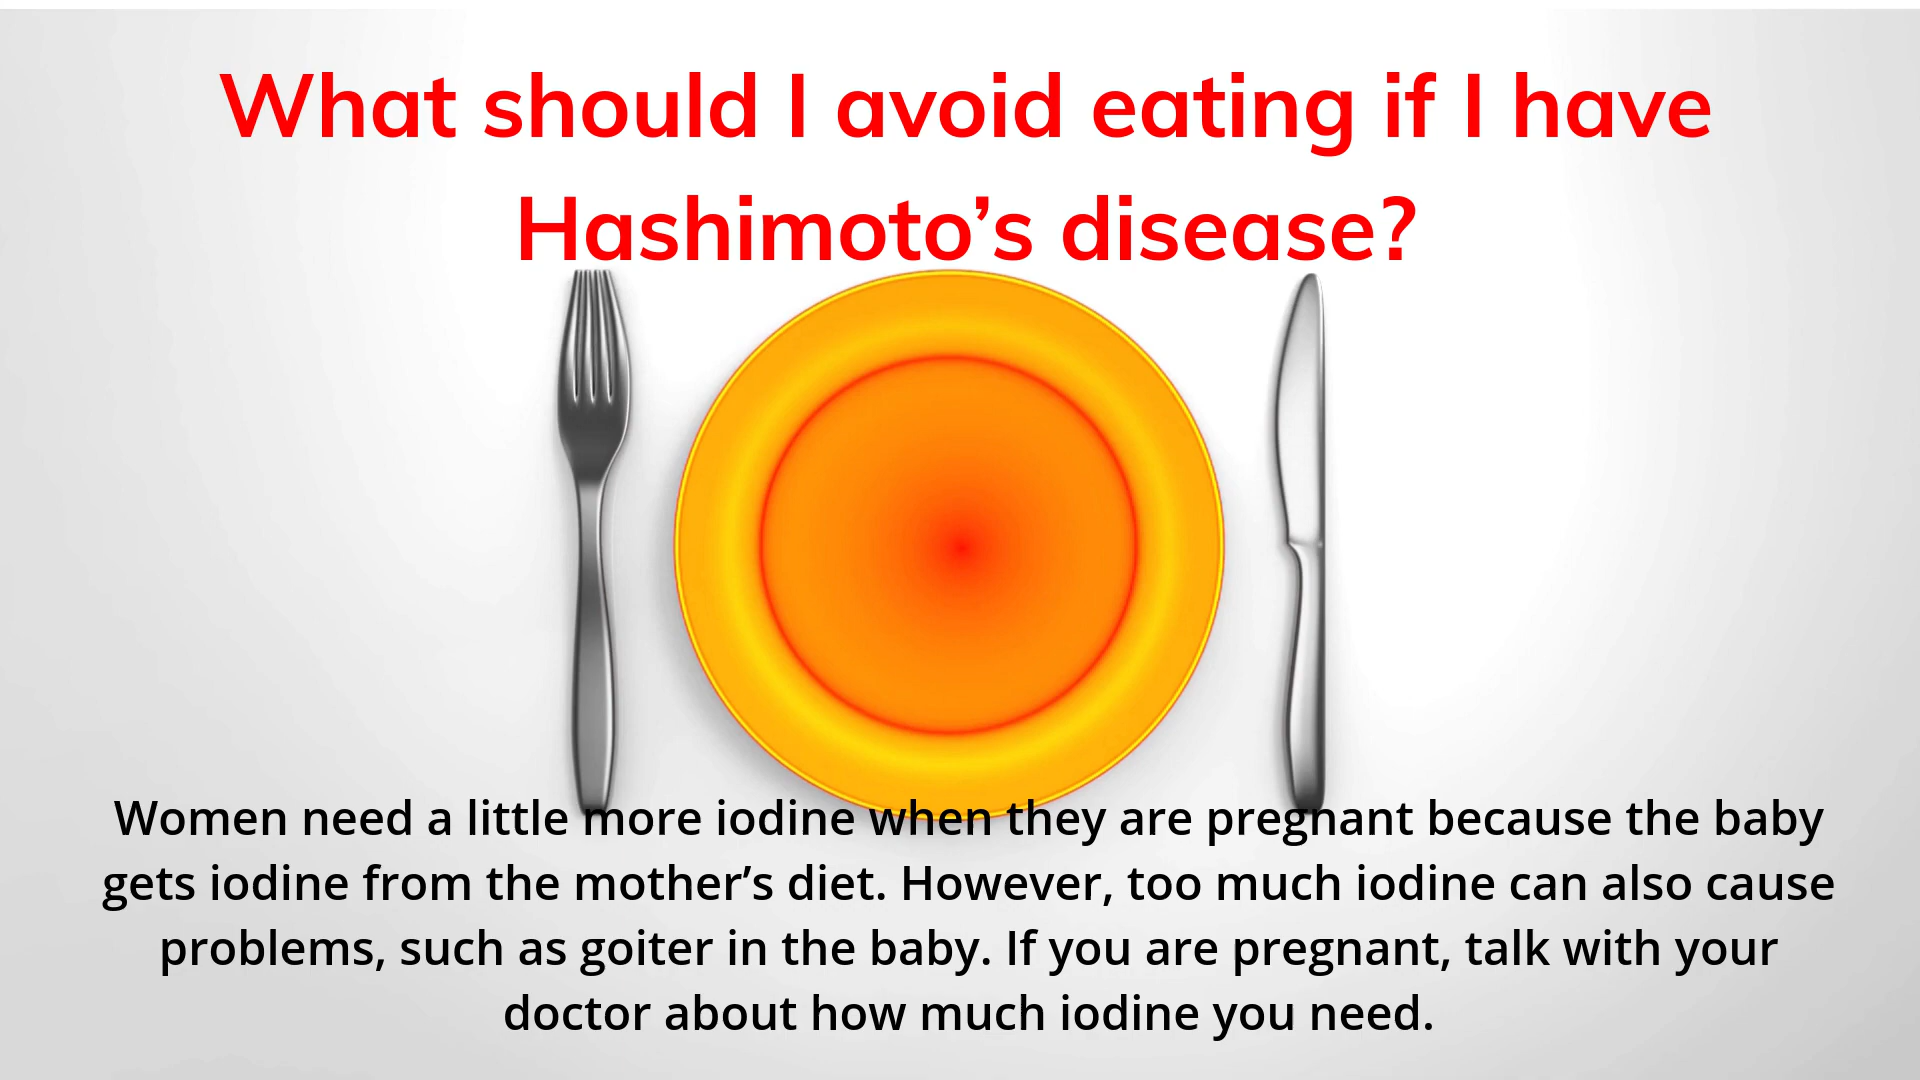 What should I avoid eating if I have
Hashimoto’s disease?
Women need a little more iodine when they are pregnant because the baby
gets iodine from the mother’s diet. However, too much iodine can also cause
problems, such as goiter in the baby. If you are pregnant, talk with your
doctor about how much iodine you need.